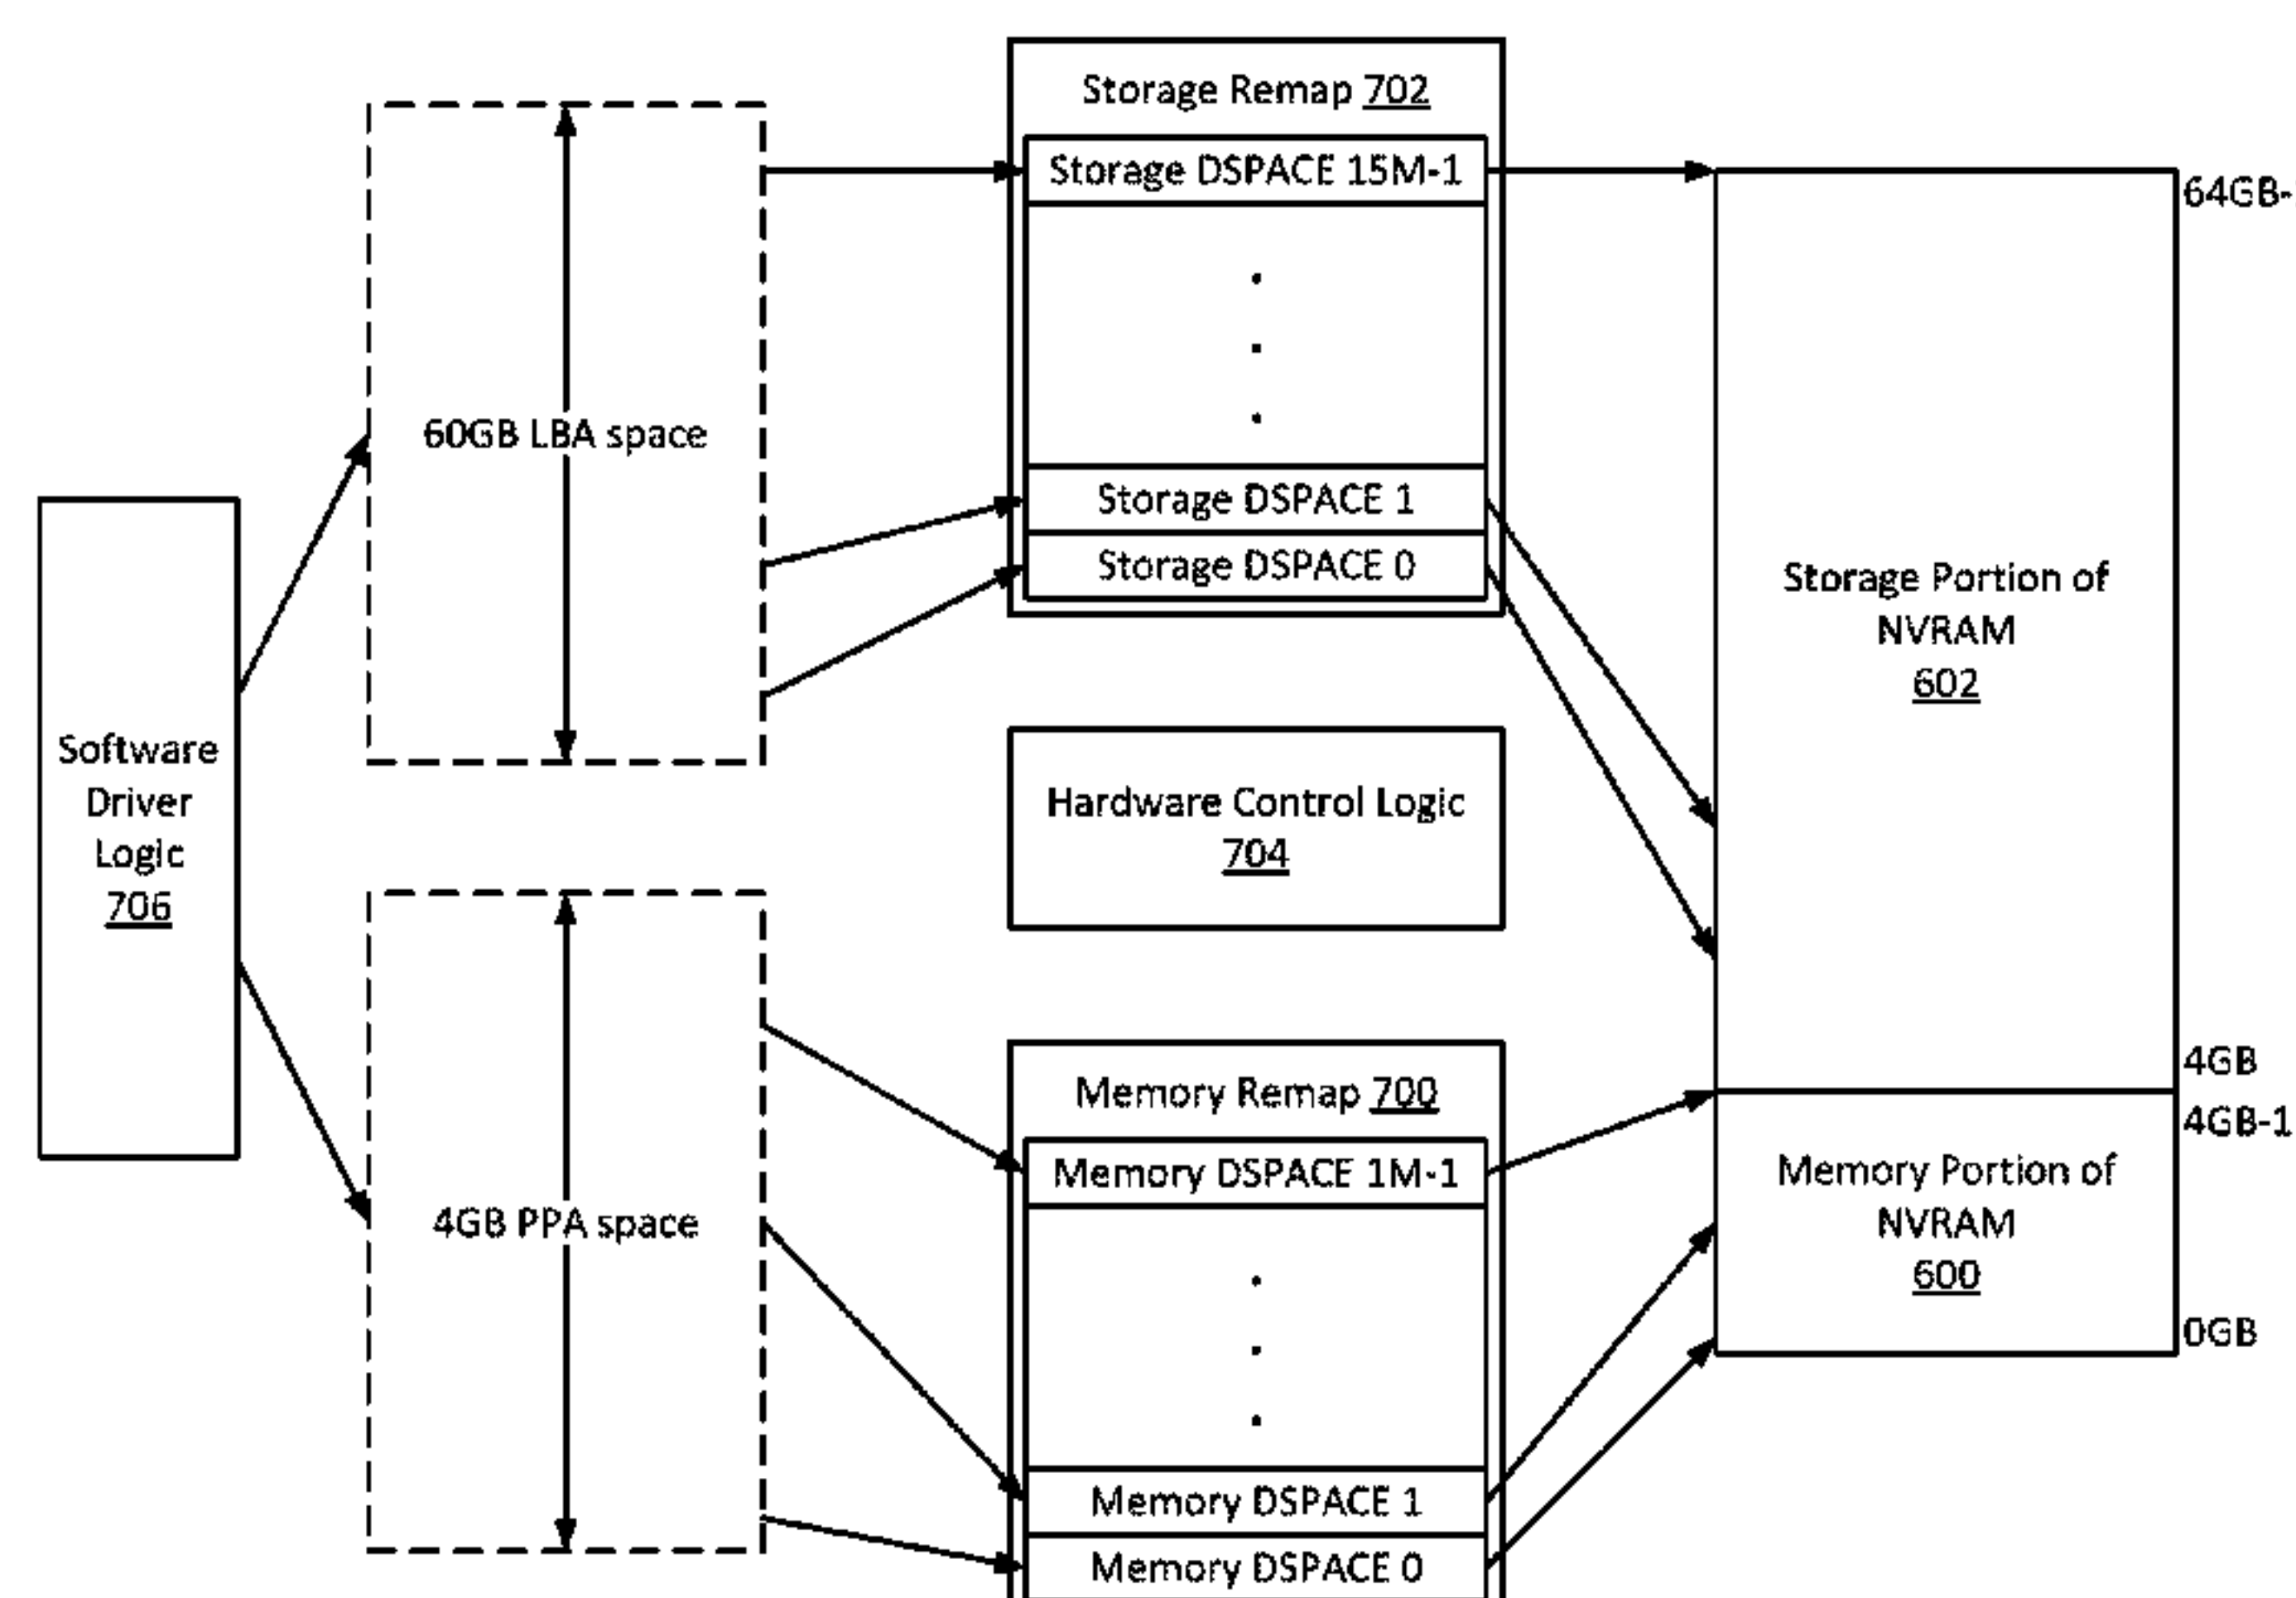 Storage Remap 702
Storage DSPACE 15M-1
64GB-
60GB LBA space
Storage DSPACE 1
Storage DSPACE 0
Storage Portion of
NVRAM
602
Software
Driver
Logic
706
Hardware Control Logic
704
4GB
Memory Remap 700
4GB-1
Memory DSPACE 1M-1
Memory Portion of
NVRAM
600
4GB PPA space
0GB
Memory DSPACE 1
Memory DSPACE 0